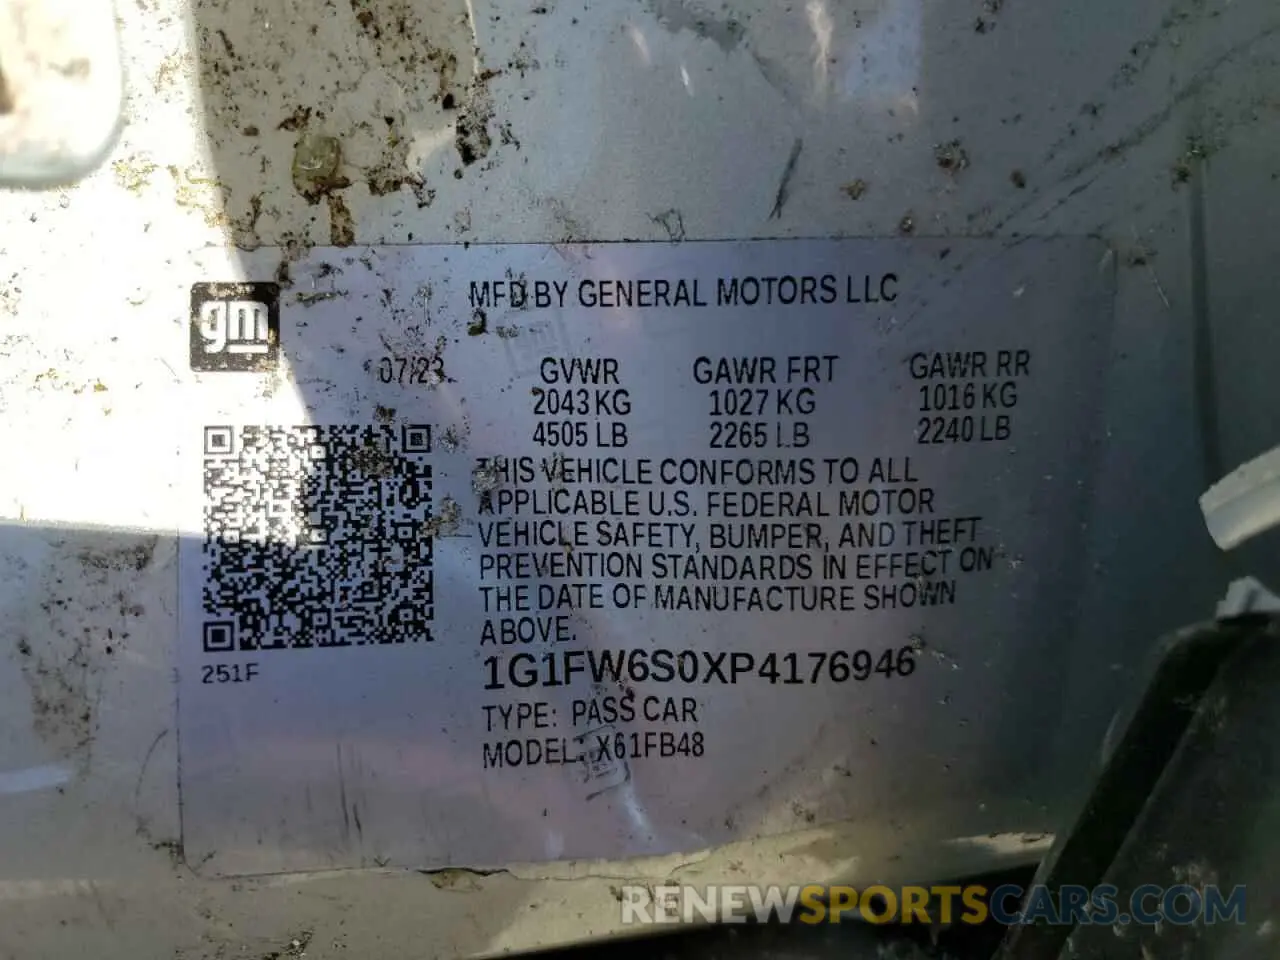 MFD BY GENERAL MOTORS LLC
gm
07/23 GVWR GAWR FRT GAWR RR
2043 KG 1027 KG 1016 KG
4505 LB 2265 LB 2240 LB
THIS VEHICLE CONFORMS TO ALL
APPLICABLE U.S. FEDERAL MOTOR
VEHICLE SAFETY, BUMPER, AND THEFT
PREVENTION STANDARDS IN EFFECT ON
THE DATE OF MANUFACTURE SHOWN
ABOVE.
251F
1G1FW6S0XP4176946
TYPE: PASS CAR
MODEL: X61FB48
RENEWSPORTSCARS.COM